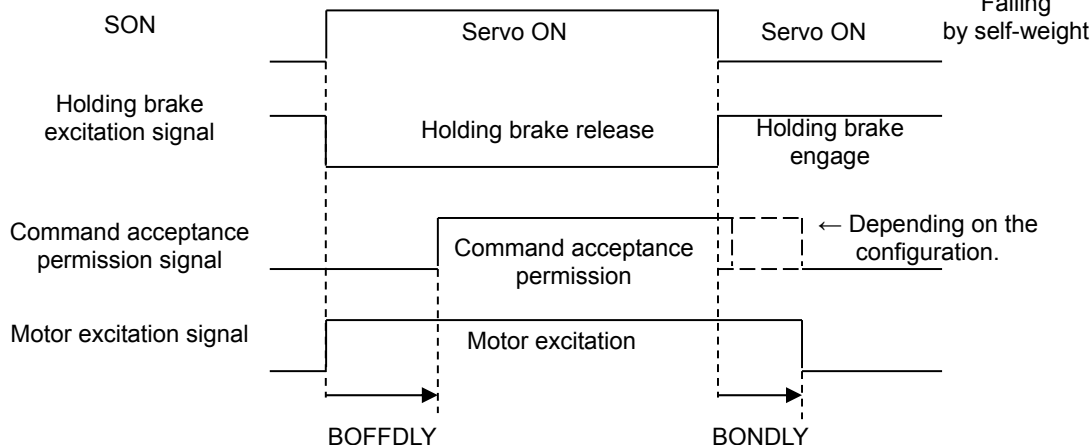 Falling
by self-weight
SON
Servo ON
Servo ON
Holding brake
excitation signal
Holding brake release
Holding brake
engage
Command acceptance
permission signal
Command acceptance
permission
← Depending on the
configuration.
Motor excitation signal
Motor excitation
BOFFDLY
BONDLY